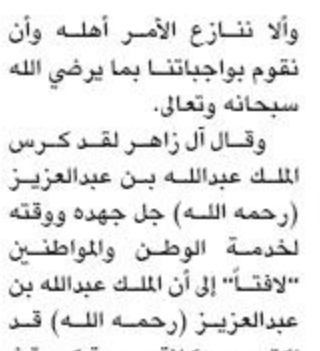 وألا ننازع الأمر أهله وأن
نقوم بواجباتنا بما يرضي الله
سبحانه وتعالى.
وقال آل زاهر لقد كرس
الملك عبدالله بن عبدالعزيز
(رحمه الله) جل جهده ووقته
لخدمة الوطن والمواطنين
"لافتاً" إلى أن الملك عبدالله بن
عبدالعزيز (رحمه الله) قد